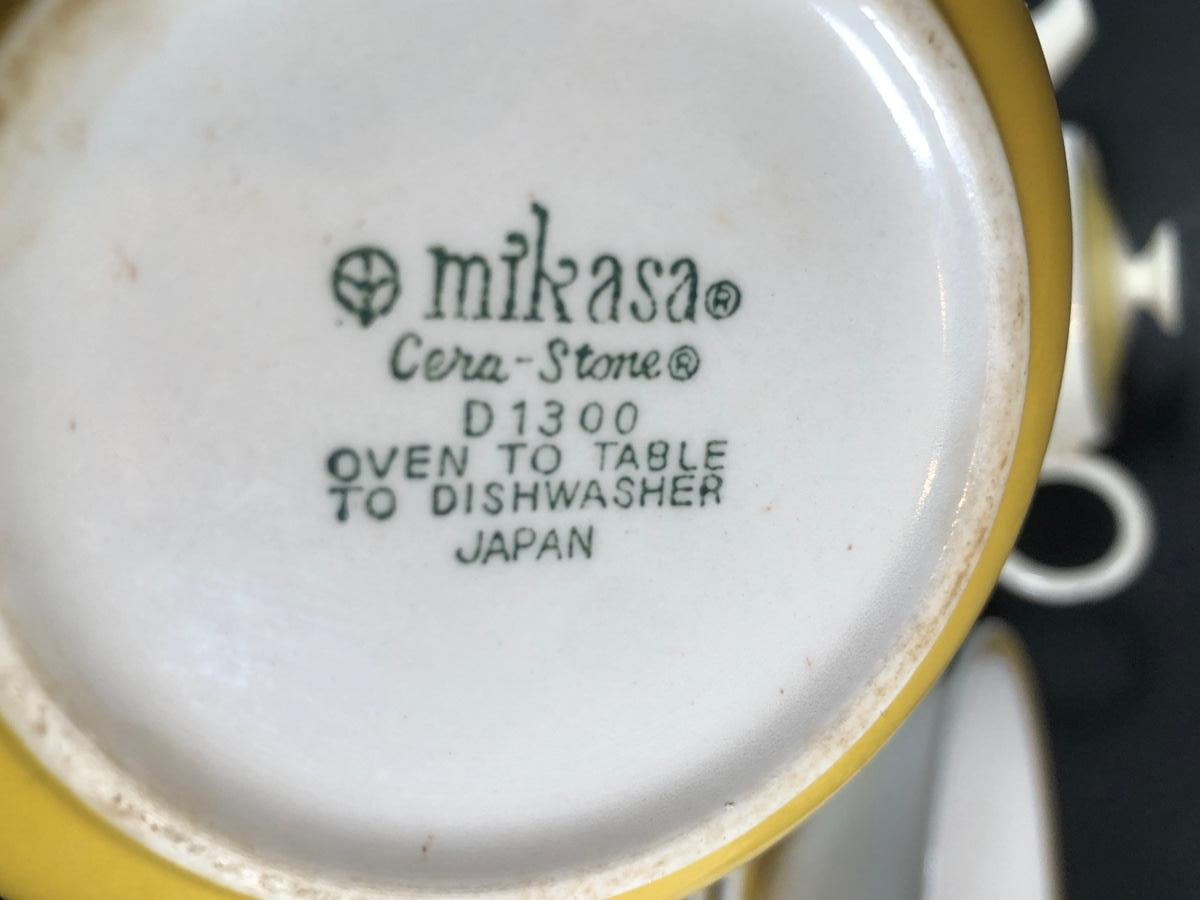 mikasa®
Cera-Stone®
D1300
OVEN TO TABLE
TO DISHWASHER
JAPAN